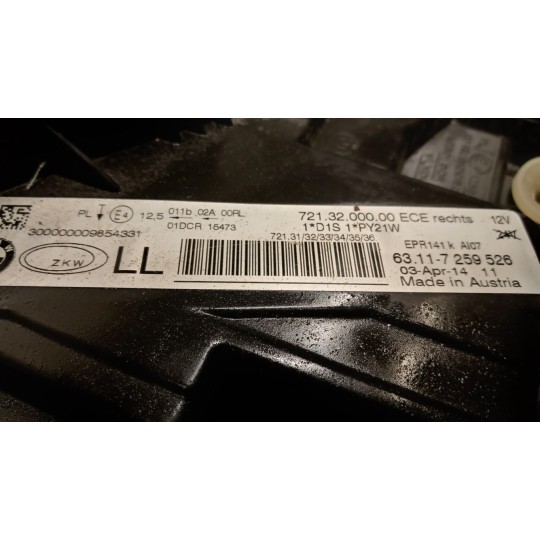 PL E4 12,5 011b 02A 00RL
01DCR 15473
300000009854331
ZKW
LL
721.32.000.00 ECE rechts 12V
1*D1S 1*PY21W
721.31/32/33/34/35/36
EPR141 k AI07
63.11-7 259 526
03-Apr-14 11
Made in Austria